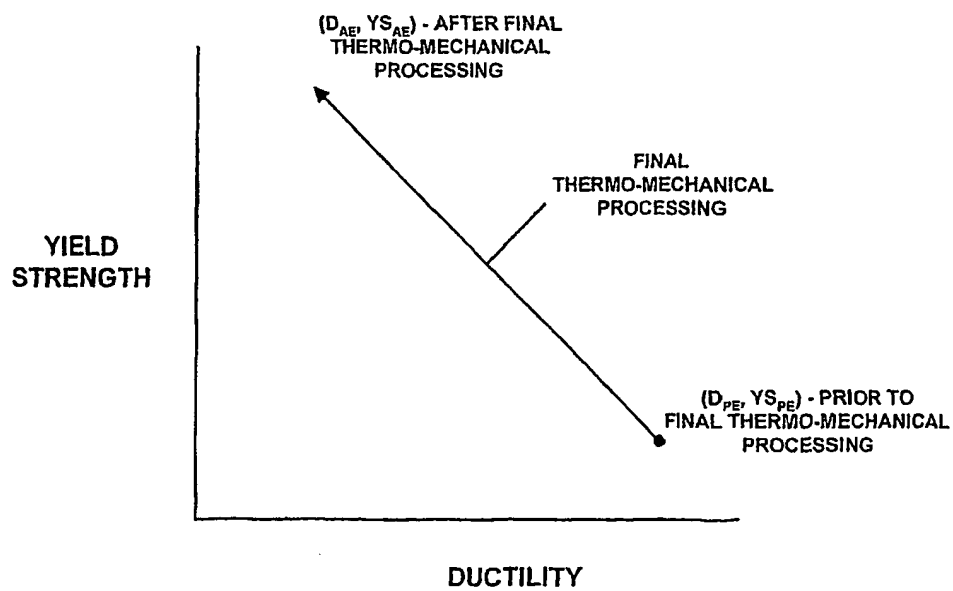 (D_AE, YS_AE) - AFTER FINAL
THERMO-MECHANICAL
PROCESSING
FINAL
THERMO-MECHANICAL
PROCESSING
YIELD
STRENGTH
(D_PE, YS_PE) - PRIOR TO
FINAL THERMO-MECHANICAL
PROCESSING
DUCTILITY